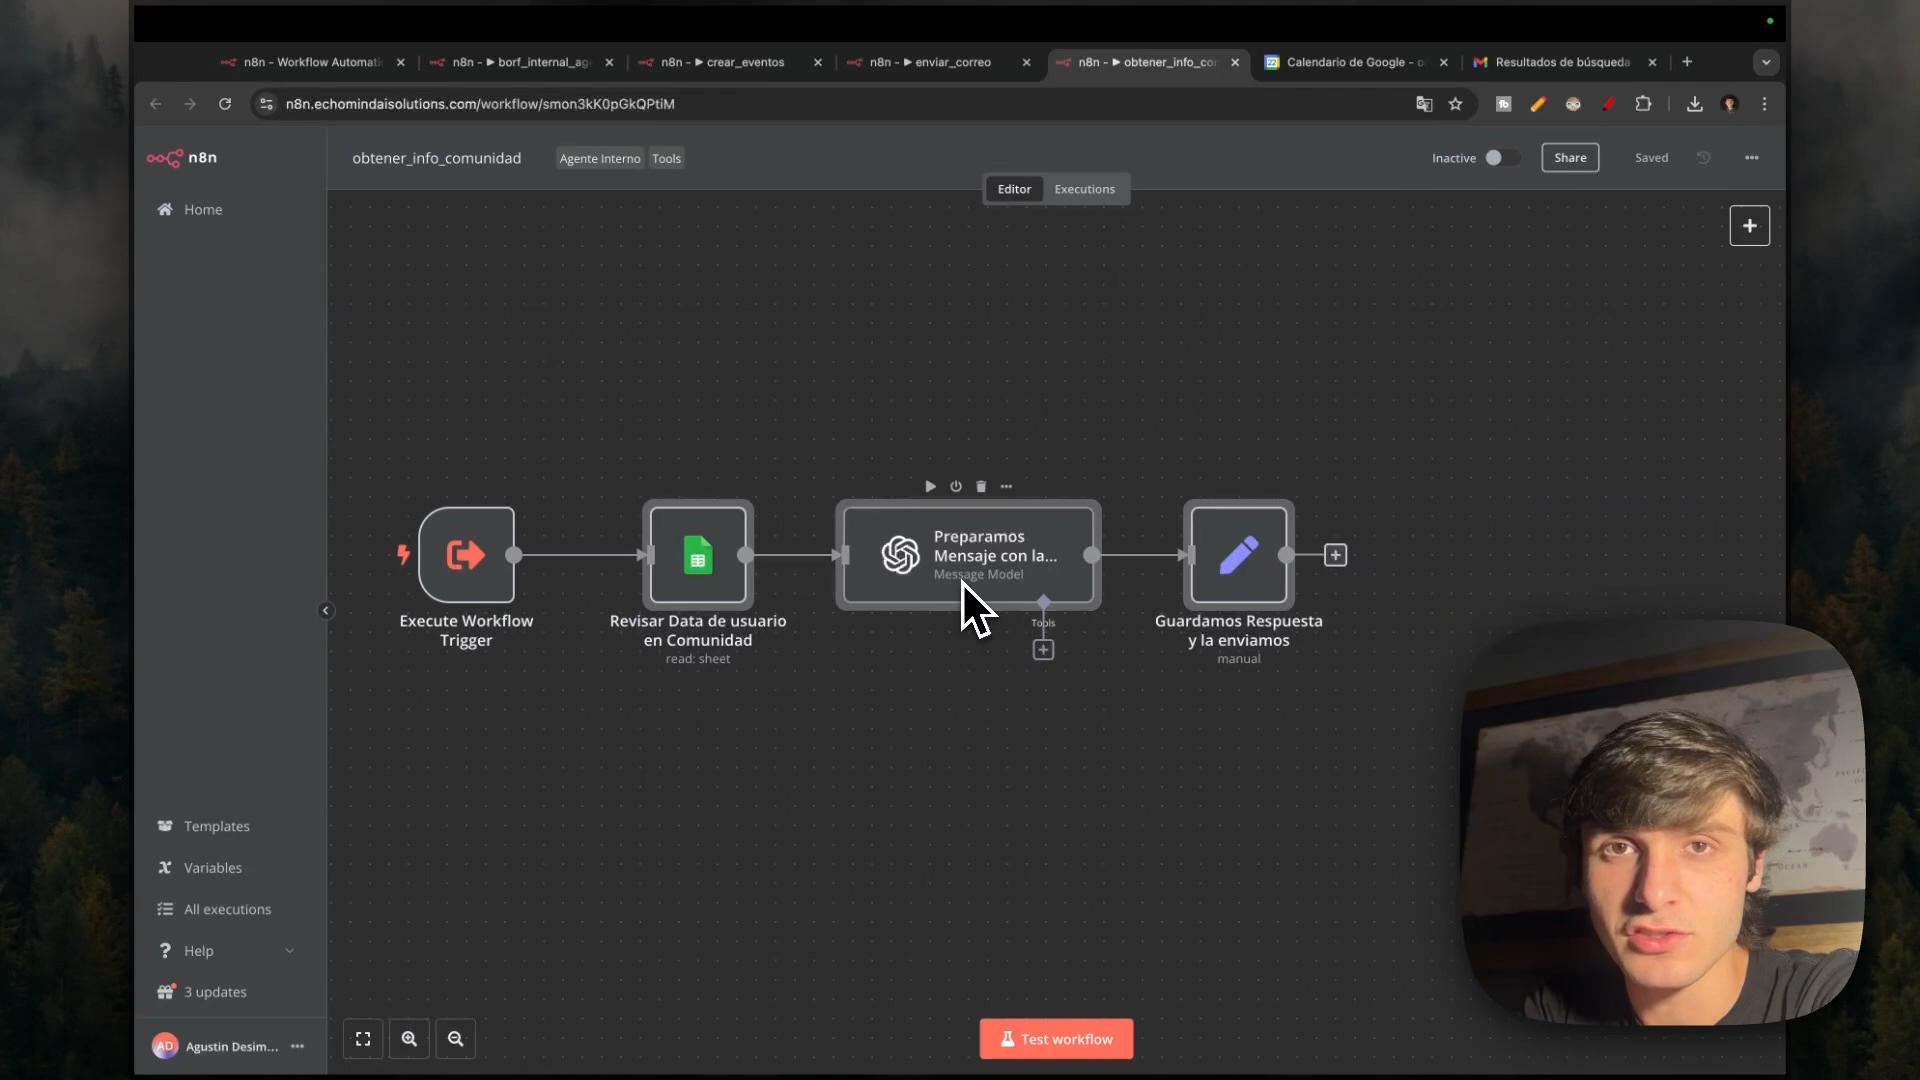 n8n - Workflow Automati
n8n - ▶ borf_internal_ag
n8n - ▶ crear_eventos
n8n - ▶ enviar_correo
n8n - ▶ obtener_info_co
Calendario de Google - o
Resultados de búsqueda
n8n.echomindaisolutions.com/workflow/smon3kK0pGkQPtiM
n8n
obtener_info_comunidad
Agente Interno
Tools
Inactive
Share
Saved
Editor
Executions
Home
Preparamos
Mensaje con la...
Message Model
Tools
Execute Workflow
Trigger
Revisar Data de usuario
en Comunidad
read: sheet
Guardamos Respuesta
y la enviamos
manual
Templates
Variables
All executions
Help
3 updates
AD
Agustin Desim...
Test workflow